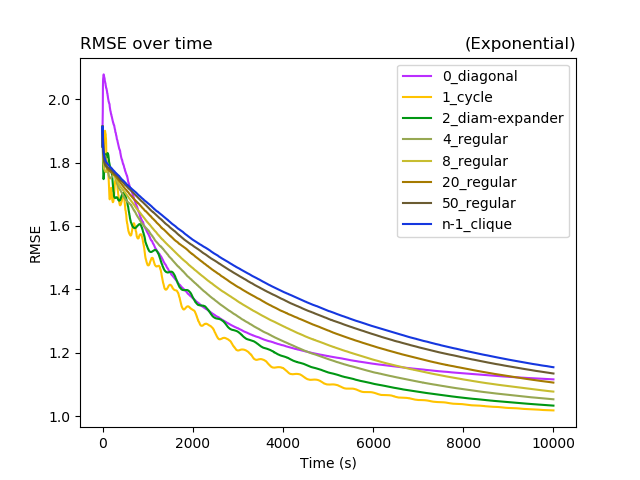 RMSE over time (Exponential)
0_diagonal
1_cycle
2_diam-expander
4_regular
8_regular
20_regular
50_regular
n-1_clique
2.0
1.8
1.6
1.4
1.2
1.0
RMSE
0 2000 4000 6000 8000 10000
Time (s)